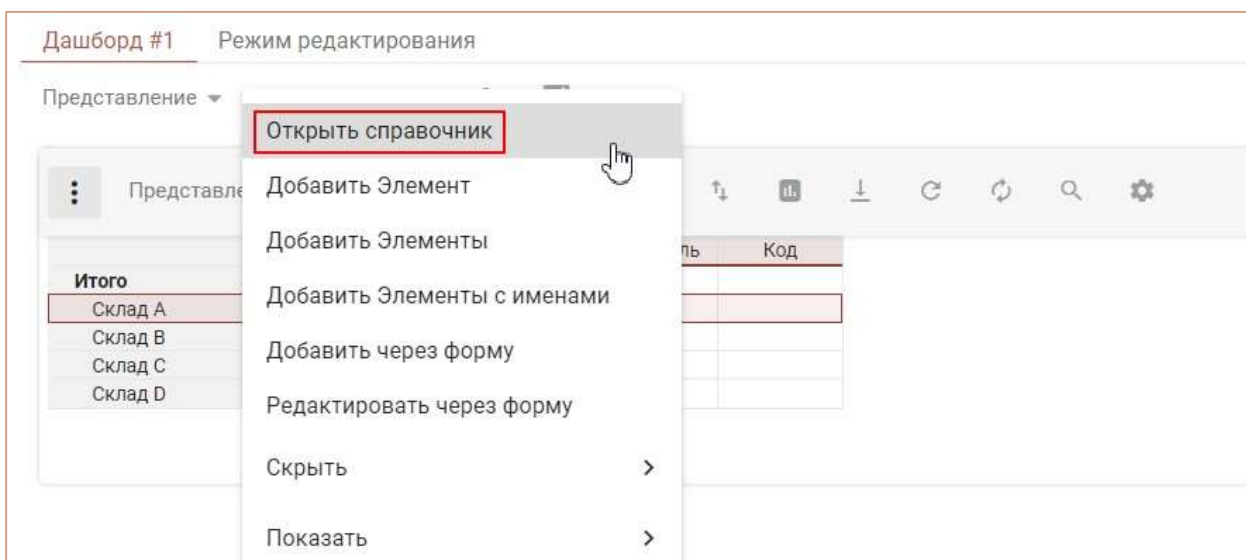 Дашборд #1 Режим редактирования
Представление
Открыть справочник
Представле
Добавить Элемент
Добавить Элементы
ль Код
Итого
Добавить Элементы с именами
Склад A
Склад B
Добавить через форму
Склад C
Склад D
Редактировать через форму
Скрыть
Показать